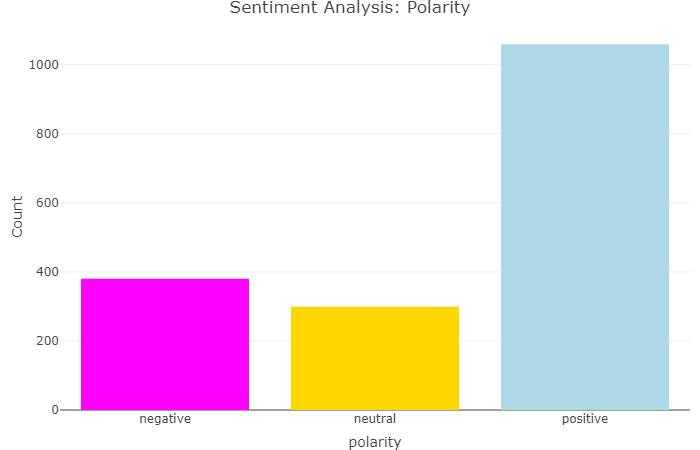 Sentiment Analysis: Polarity
Count
1000
800
600
400
200
0
negative
neutral
positive
polarity